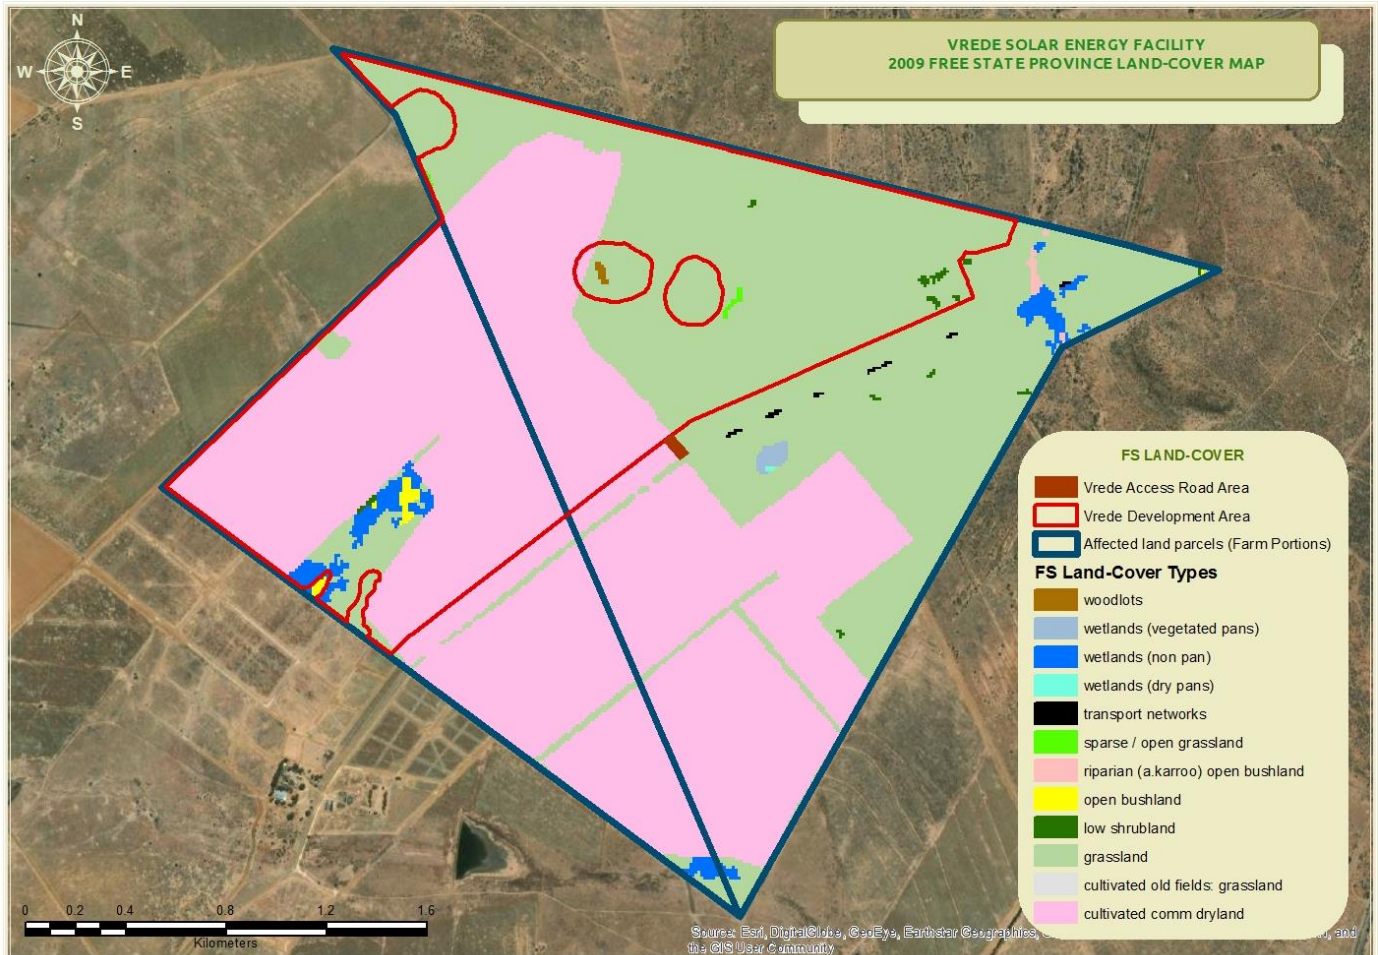 N
W E
S
VREDE SOLAR ENERGY FACILITY
2009 FREE STATE PROVINCE LAND-COVER MAP
FS LAND-COVER
Vrede Access Road Area
Vrede Development Area
Affected land parcels (Farm Portions)
FS Land-Cover Types
woodlots
wetlands (vegetated pans)
wetlands (non pan)
wetlands (dry pans)
transport networks
sparse / open grassland
riparian (a.karroo) open bushland
open bushland
low shrubland
grassland
cultivated old fields: grassland
cultivated comm dryland
0 0.2 0.4 0.8 1.2 1.6
Kilometers
Source: Esri, DigitalGlobe, GeoEye, Earthstar Geographics, and
the GIS User Community